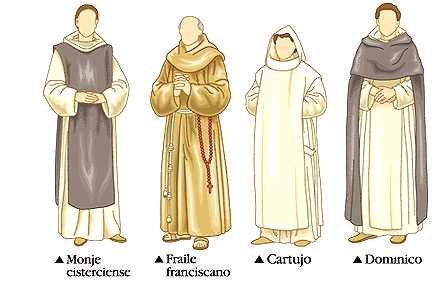 ▲ Monje
cisterciense
▲ Fraile
franciscano
▲ Cartujo
▲ Dominico